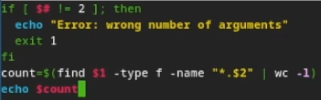 if [ $# != 2 ]; then
echo "Error: wrong number of arguments"
exit 1
fi
count=$(find $1 -type f -name "*.$2" | wc -l)
echo $count